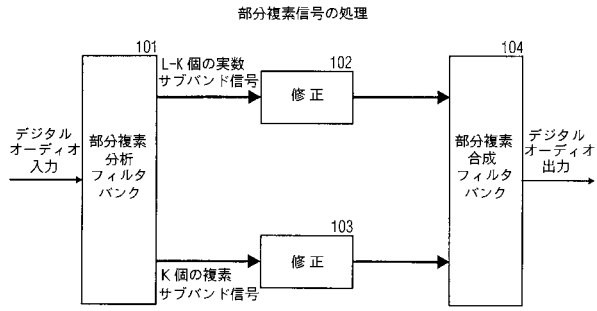 部分複素信号の処理
101
L-K 個の実数
サブバンド信号
102
修正
104
デジタル
オーディオ
入力
部分複素
分析
フィルタ
バンク
部分複素
合成
フィルタ
バンク
デジタル
オーディオ
出力
103
修正
K 個の複素
サブバンド信号